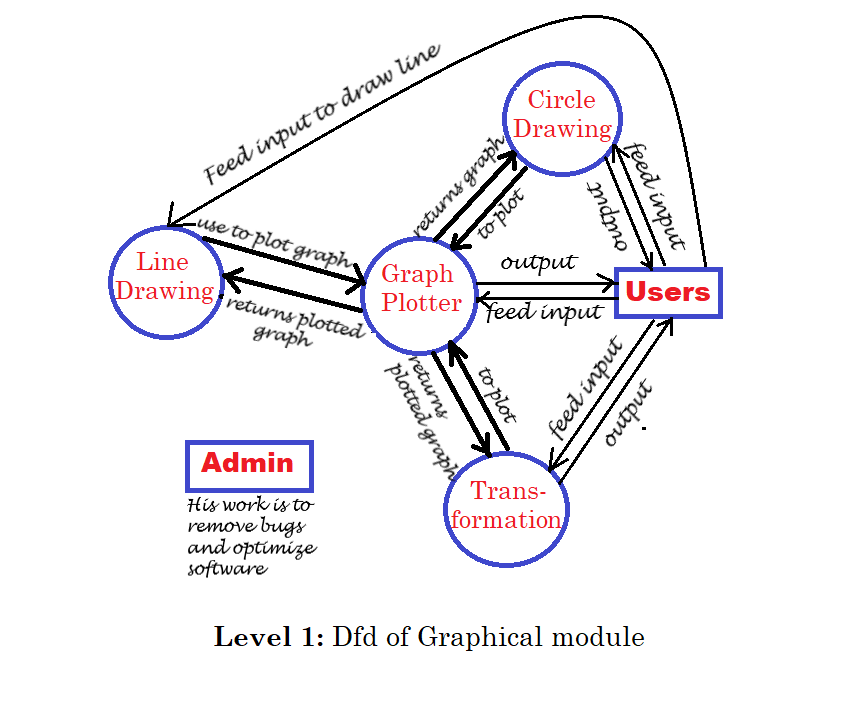 Feed input to draw line
Circle
Drawing
returns graph
to plot
feed input
output
use to plot graph
Line
Drawing
returns plotted
graph
Graph
Plotter
output
feed input
Users
returns
plotted graph
to plot
feed input
output
Trans-
formation
Admin
His work is to
remove bugs
and optimize
software
Level 1: Dfd of Graphical module